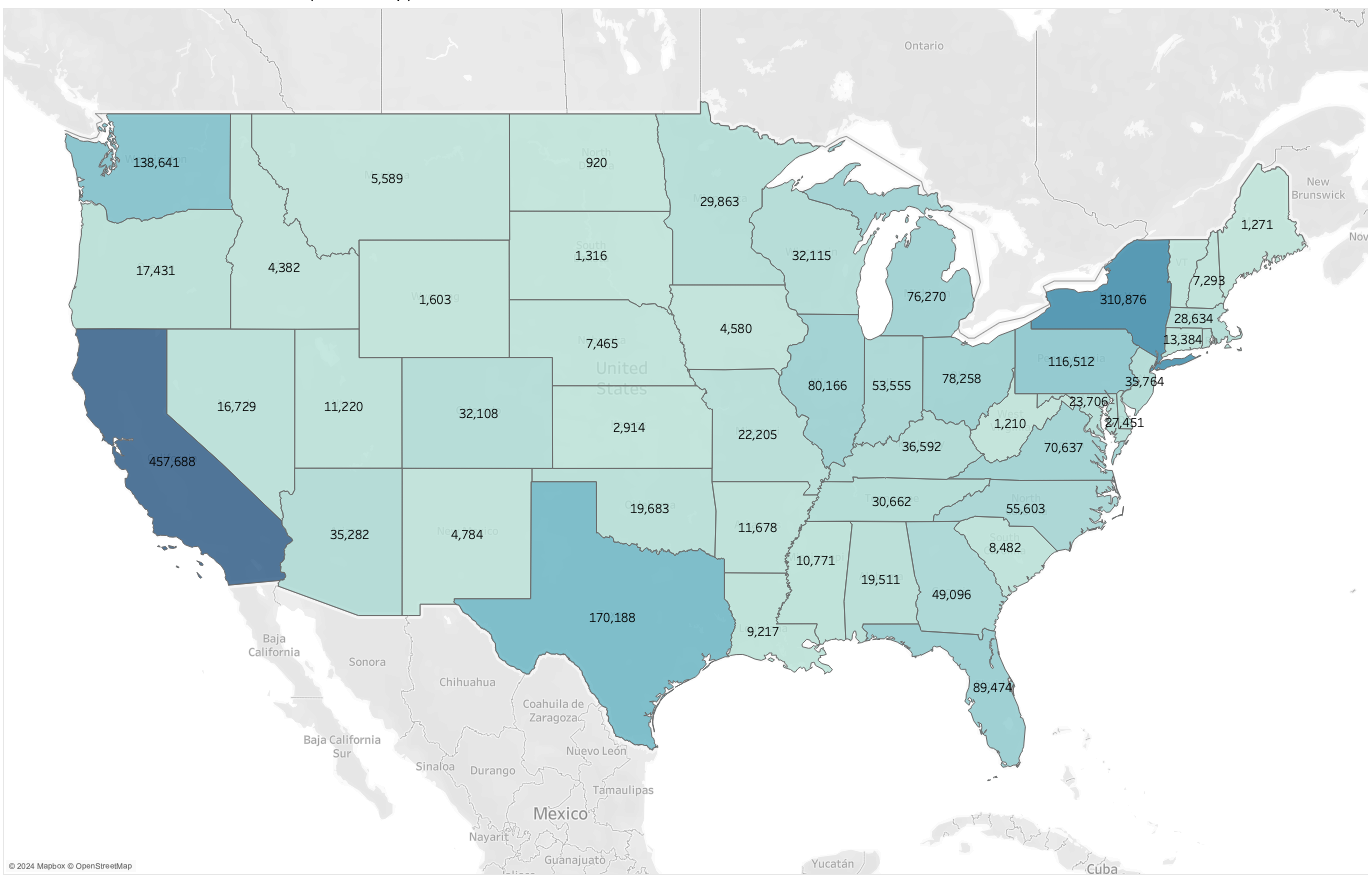 Ontario
New
Brunswick
Nov
138,641
5,589
920
29,863
1,271
32,115
7,293
17,431
4,382
1,316
1,603
76,270
310,876
28,634
4,580
13,384
7,465
United
States
116,512
35,764
16,729
11,220
32,108
80,166
53,555
78,258
23,706
2,914
1,210
27,451
22,205
36,592
70,637
457,688
30,662
North
55,603
19,683
11,678
35,282
4,784
8,482
10,771
19,511
49,096
170,188
9,217
89,474
Baja
California
Sonora
Chihuahua
Coahuila de
Zaragoza
Baja California
Sur
Nuevo León
Sinaloa
Durango
Tamaulipas
Mexico
Nayarit
Guanajuato
Yucatán
Cuba
© 2024 Mapbox © OpenStreetMap